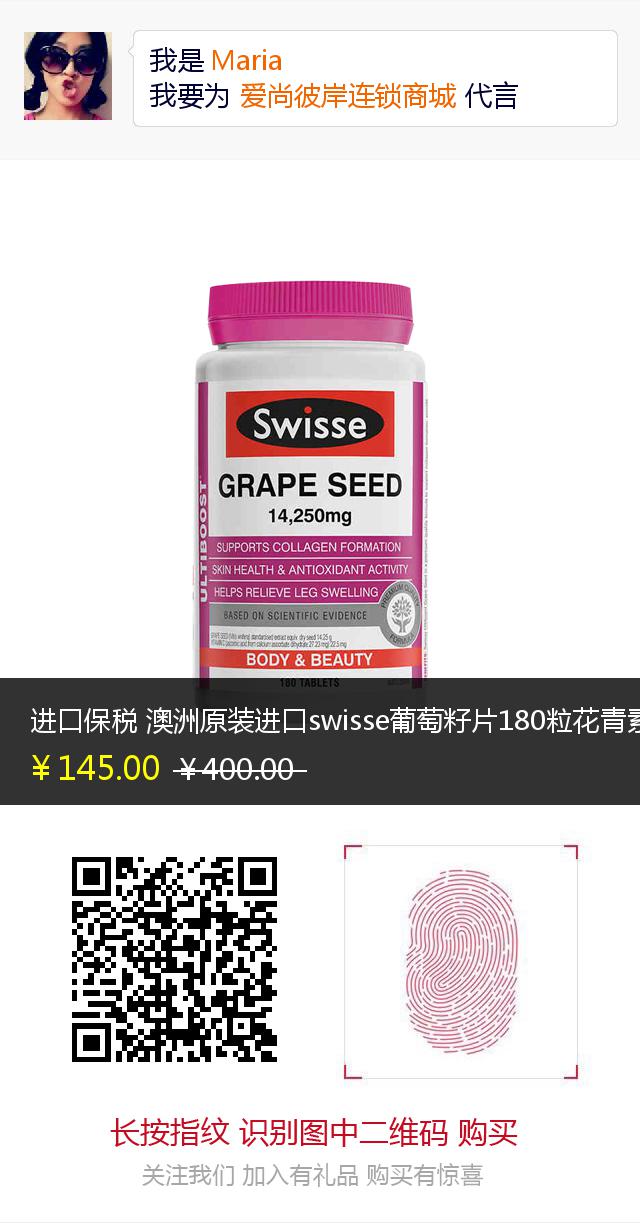 我是 Maria
我要为 爱尚彼岸连锁商城 代言
Swisse
GRAPE SEED
14,250mg
SUPPORTS COLLAGEN FORMATION
SKIN HEALTH & ANTIOXIDANT ACTIVITY
HELPS RELIEVE LEG SWELLING
BASED ON SCIENTIFIC EVIDENCE
PREMIUM QUALITY FORMULA
ULTIBOOST
BODY & BEAUTY
180 TABLETS
进口保税 澳洲原装进口swisse葡萄籽片180粒花青素
¥145.00 ¥400.00
长按指纹 识别图中二维码 购买
关注我们 加入有礼品 购买有惊喜